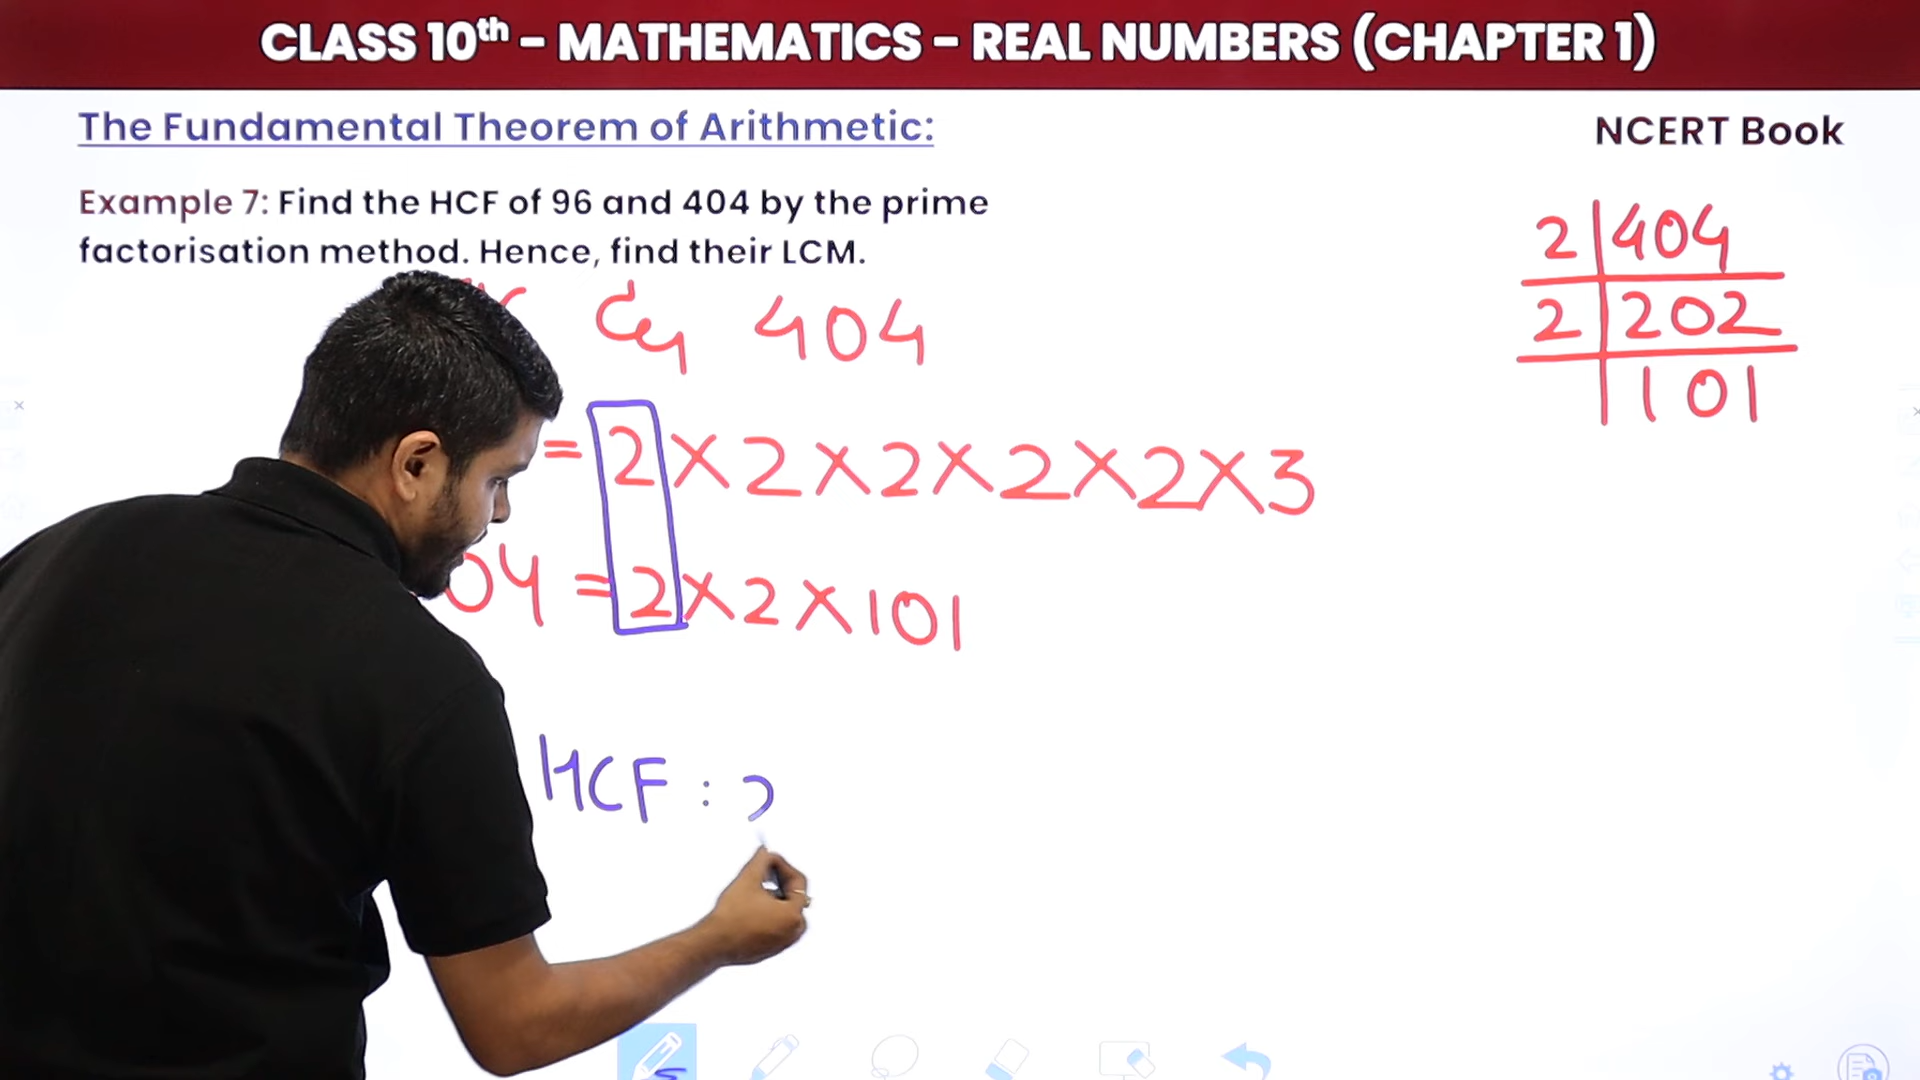 CLASS 10th - MATHEMATICS - REAL NUMBERS (CHAPTER 1)
The Fundamental Theorem of Arithmetic:
NCERT Book
Example 7: Find the HCF of 96 and 404 by the prime
factorisation method. Hence, find their LCM.
2 | 404
2 | 202
101
404
= 2 × 2 × 2 × 2 × 2 × 3
04 = 2 × 2 × 101
HCF : 2